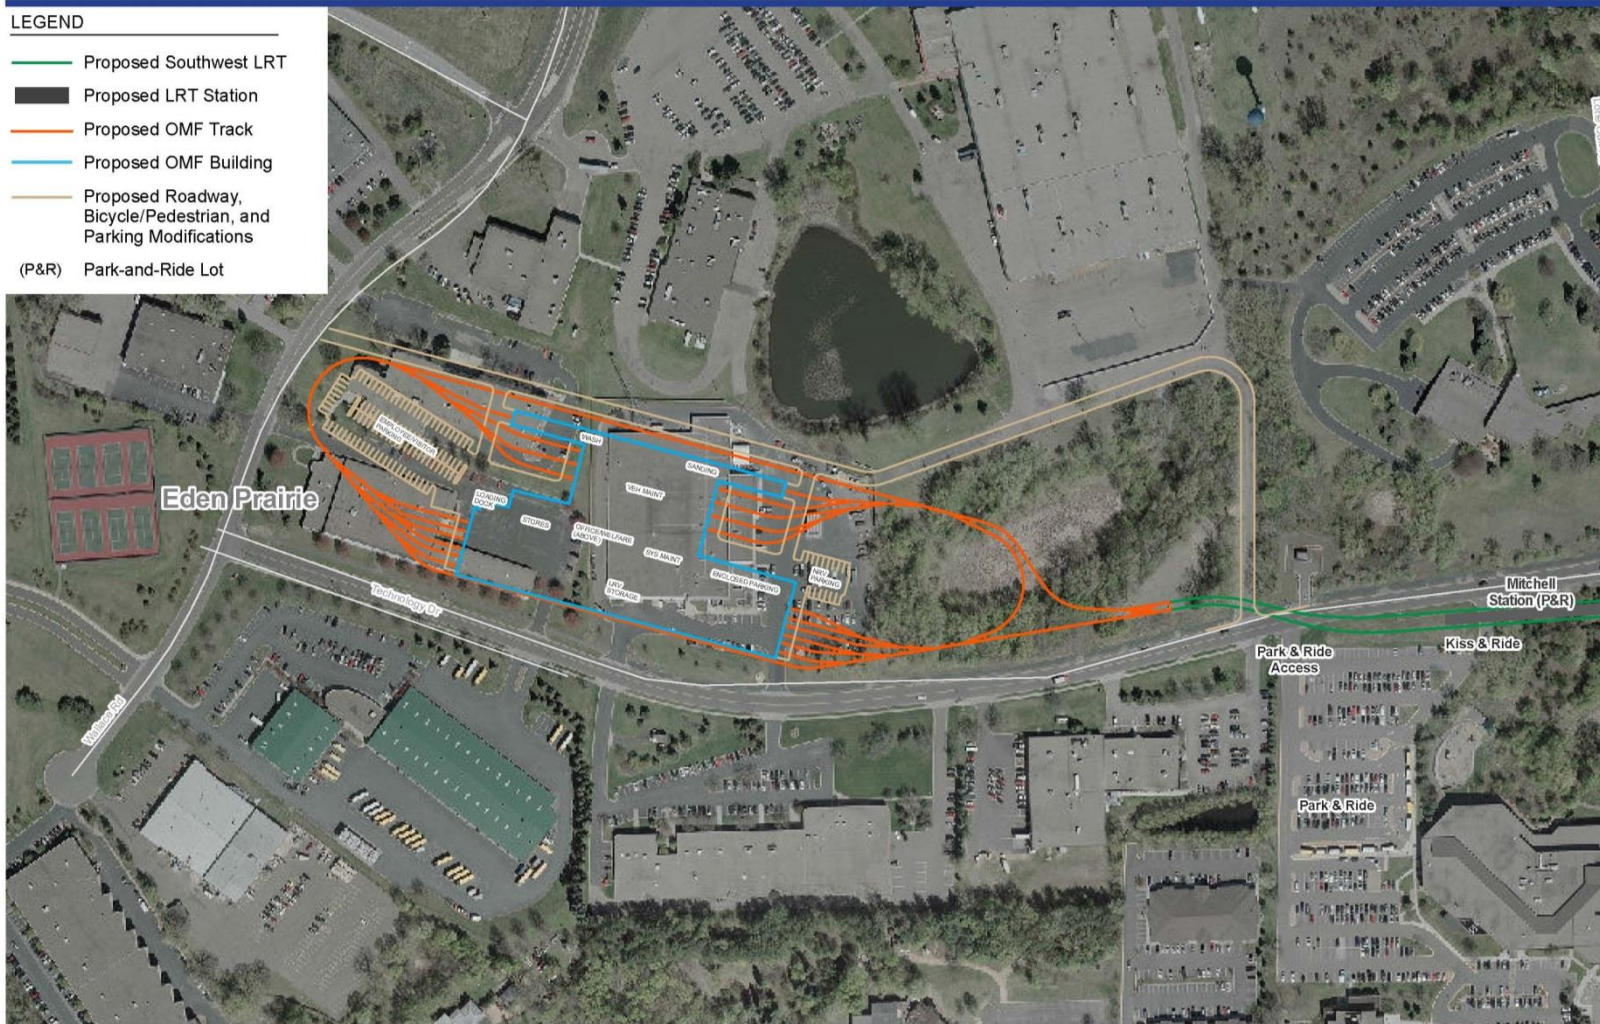 LEGEND
Proposed Southwest LRT
Proposed LRT Station
Proposed OMF Track
Proposed OMF Building
Proposed Roadway,
Bicycle/Pedestrian, and
Parking Modifications
(P&R) Park-and-Ride Lot
EMPLOYEE/VISITOR
PARKING
WASH
SANDING
VEH MAINT
LOADING
DOCK
STORES
OFFICE/WELFARE
(ABOVE)
SYS MAINT
LRV
STORAGE
ENCLOSED PARKING
NRV
PARKING
Eden Prairie
Technology Dr
Wallace Rd
Mitchell
Station (P&R)
Kiss & Ride
Park & Ride
Access
Park & Ride